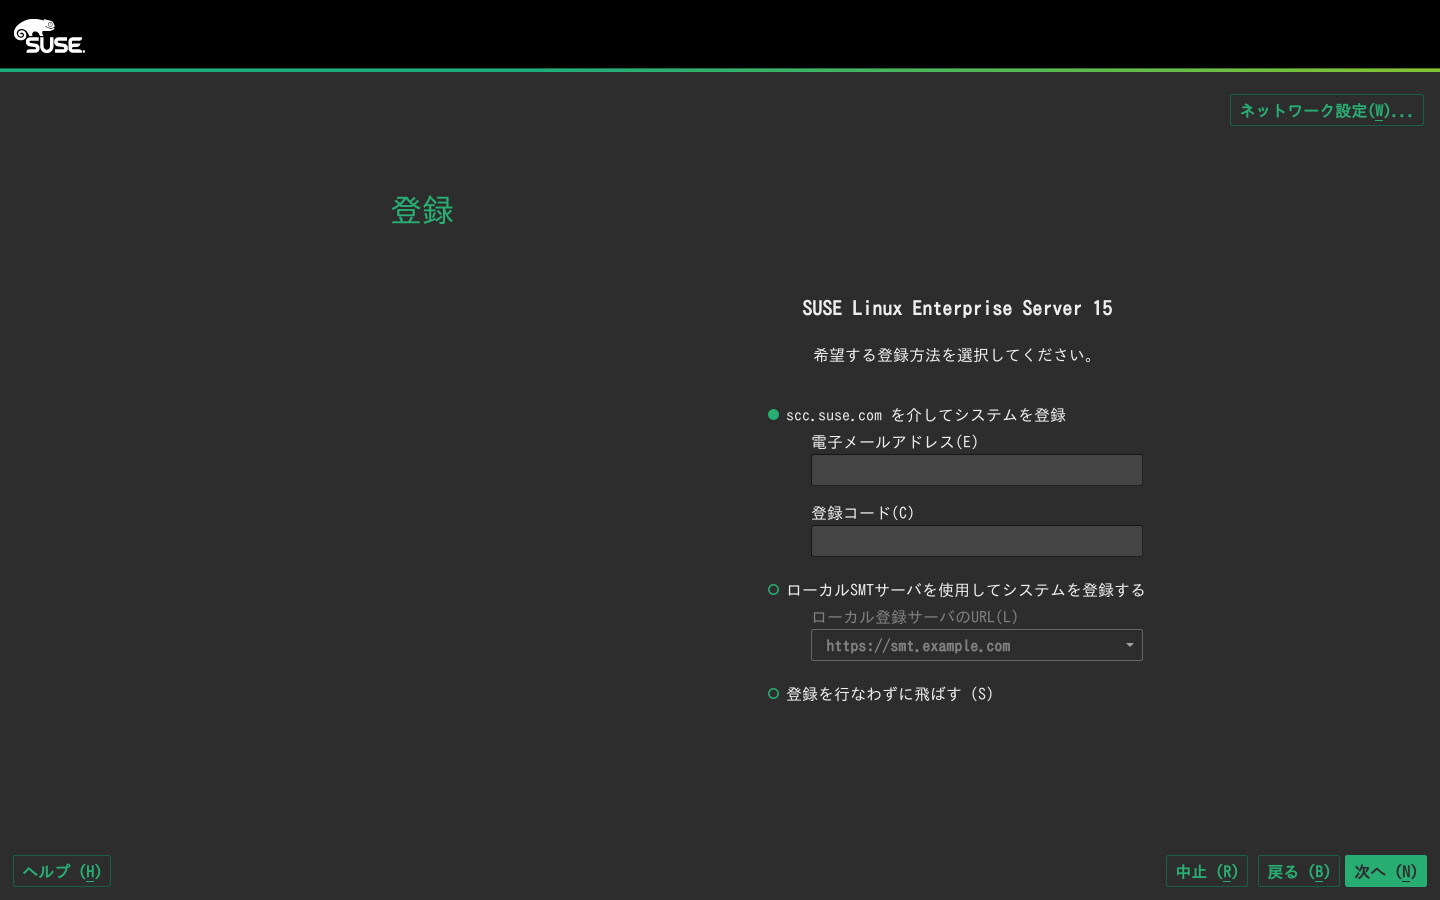 SUSE
ネットワーク設定(W)...
登録
SUSE Linux Enterprise Server 15
希望する登録方法を選択してください。
scc.suse.com を介してシステムを登録
電子メールアドレス(E)
登録コード(C)
ローカルSMTサーバを使用してシステムを登録する
ローカル登録サーバのURL(L)
https://smt.example.com
登録を行なわずに飛ばす (S)
ヘルプ (H)
中止 (R)
戻る (B)
次へ (N)